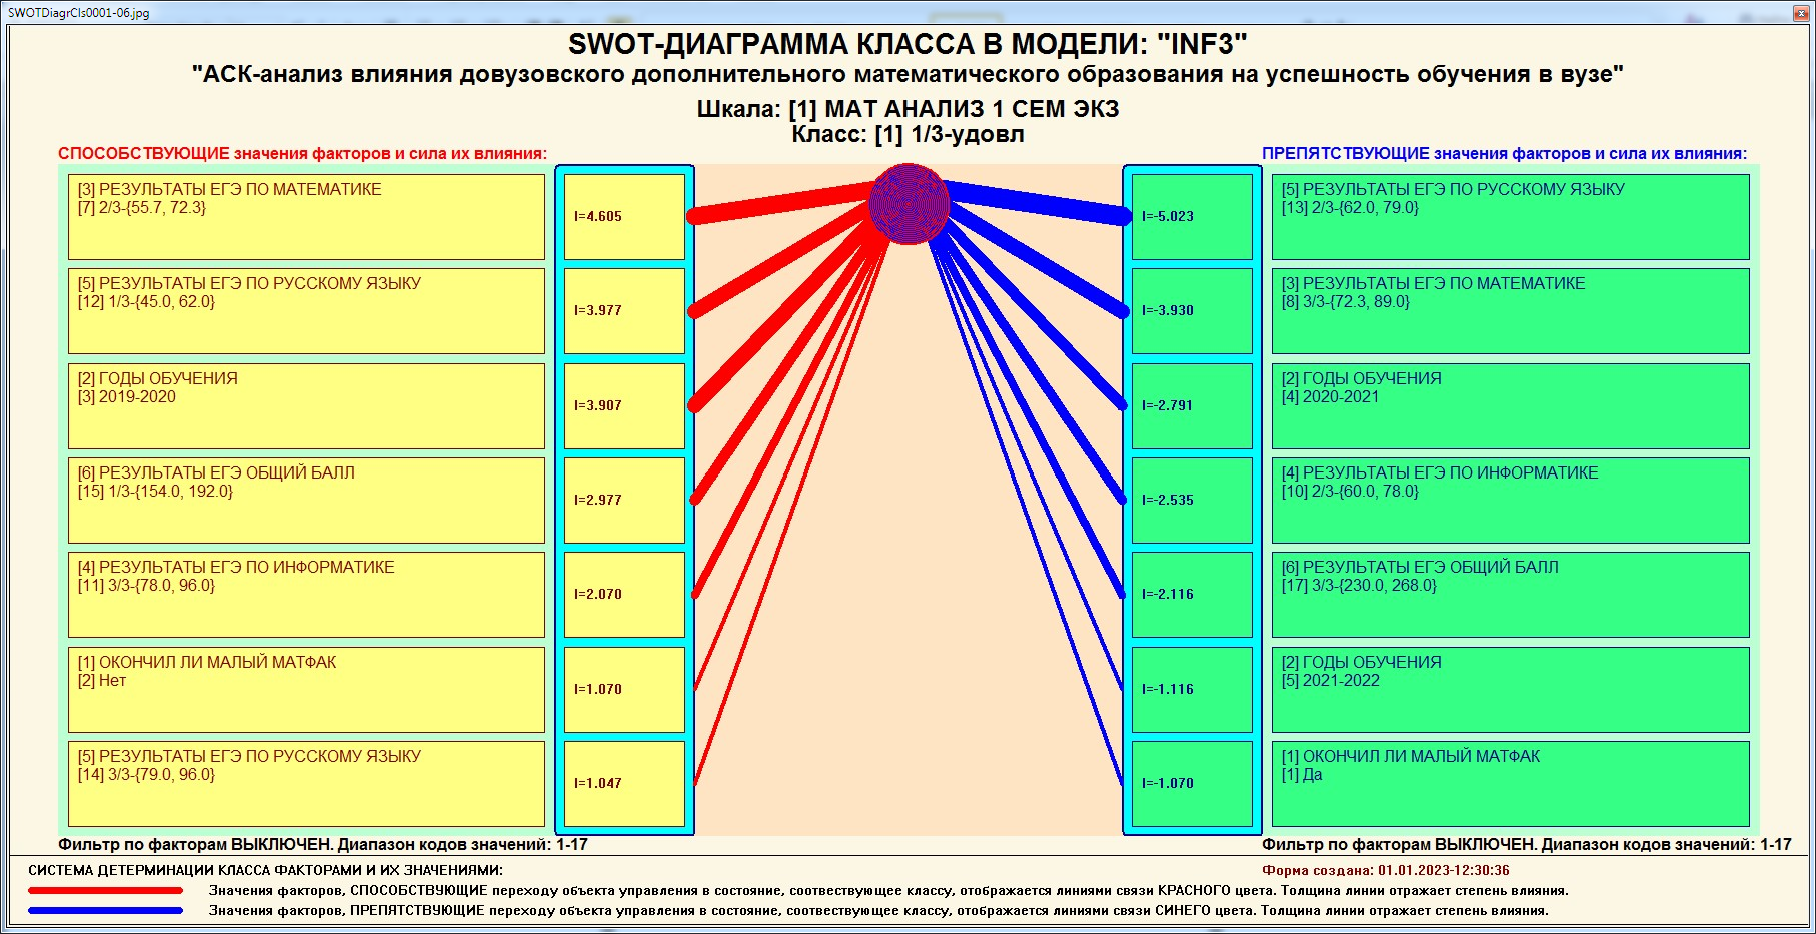 SWOTDiagrCls0001-06.jpg
SWOT-ДИАГРАММА КЛАССА В МОДЕЛИ: "INF3"
"АСК-анализ влияния довузовского дополнительного математического образования на успешность обучения в вузе"
Шкала: [1] МАТ АНАЛИЗ 1 СЕМ ЭКЗ
Класс: [1] 1/3-удовл
СПОСОБСТВУЮЩИЕ значения факторов и сила их влияния:
[3] РЕЗУЛЬТАТЫ ЕГЭ ПО МАТЕМАТИКЕ
[7] 2/3-{55.7, 72.3}
I=4.605
[5] РЕЗУЛЬТАТЫ ЕГЭ ПО РУССКОМУ ЯЗЫКУ
[12] 1/3-{45.0, 62.0}
I=3.977
[2] ГОДЫ ОБУЧЕНИЯ
[3] 2019-2020
I=3.907
[6] РЕЗУЛЬТАТЫ ЕГЭ ОБЩИЙ БАЛЛ
[15] 1/3-{154.0, 192.0}
I=2.977
[4] РЕЗУЛЬТАТЫ ЕГЭ ПО ИНФОРМАТИКЕ
[11] 3/3-{78.0, 96.0}
I=2.070
[1] ОКОНЧИЛ ЛИ МАЛЫЙ МАТФАК
[2] Нет
I=1.070
[5] РЕЗУЛЬТАТЫ ЕГЭ ПО РУССКОМУ ЯЗЫКУ
[14] 3/3-{79.0, 96.0}
I=1.047
Фильтр по факторам ВЫКЛЮЧЕН. Диапазон кодов значений: 1-17
ПРЕПЯТСТВУЮЩИЕ значения факторов и сила их влияния:
I=-5.023
[5] РЕЗУЛЬТАТЫ ЕГЭ ПО РУССКОМУ ЯЗЫКУ
[13] 2/3-{62.0, 79.0}
I=-3.930
[3] РЕЗУЛЬТАТЫ ЕГЭ ПО МАТЕМАТИКЕ
[8] 3/3-{72.3, 89.0}
I=-2.791
[2] ГОДЫ ОБУЧЕНИЯ
[4] 2020-2021
I=-2.535
[4] РЕЗУЛЬТАТЫ ЕГЭ ПО ИНФОРМАТИКЕ
[10] 2/3-{60.0, 78.0}
I=-2.116
[6] РЕЗУЛЬТАТЫ ЕГЭ ОБЩИЙ БАЛЛ
[17] 3/3-{230.0, 268.0}
I=-1.116
[2] ГОДЫ ОБУЧЕНИЯ
[5] 2021-2022
I=-1.070
[1] ОКОНЧИЛ ЛИ МАЛЫЙ МАТФАК
[1] Да
Фильтр по факторам ВЫКЛЮЧЕН. Диапазон кодов значений: 1-17
СИСТЕМА ДЕТЕРМИНАЦИИ КЛАССА ФАКТОРАМИ И ИХ ЗНАЧЕНИЯМИ:
Форма создана: 01.01.2023-12:30:36
Значения факторов, СПОСОБСТВУЮЩИЕ переходу объекта управления в состояние, соотвествующее классу, отображается линиями связи КРАСНОГО цвета. Толщина линии отражает степень влияния.
Значения факторов, ПРЕПЯТСТВУЮЩИЕ переходу объекта управления в состояние, соотвествующее классу, отображается линиями связи СИНЕГО цвета. Толщина линии отражает степень влияния.